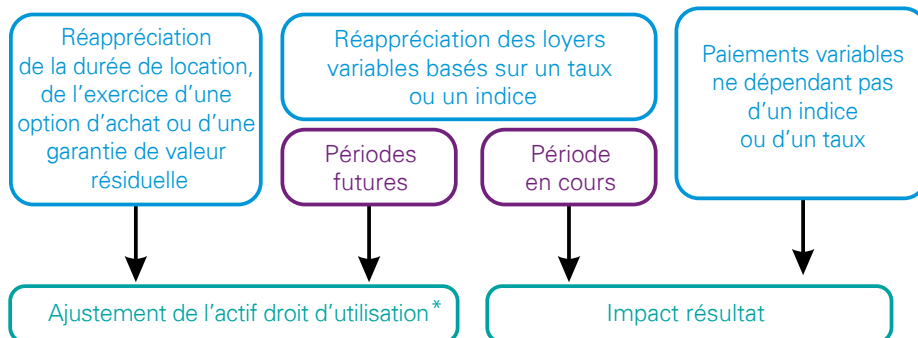 Réappréciation
de la durée de location,
de l'exercice d'une
option d'achat ou d'une
garantie de valeur
résiduelle
Réappréciation des loyers
variables basés sur un taux
ou un indice
Paiements variables
ne dépendant pas
d'un indice
ou d'un taux
Périodes
futures
Période
en cours
Ajustement de l'actif droit d'utilisation*
Impact résultat